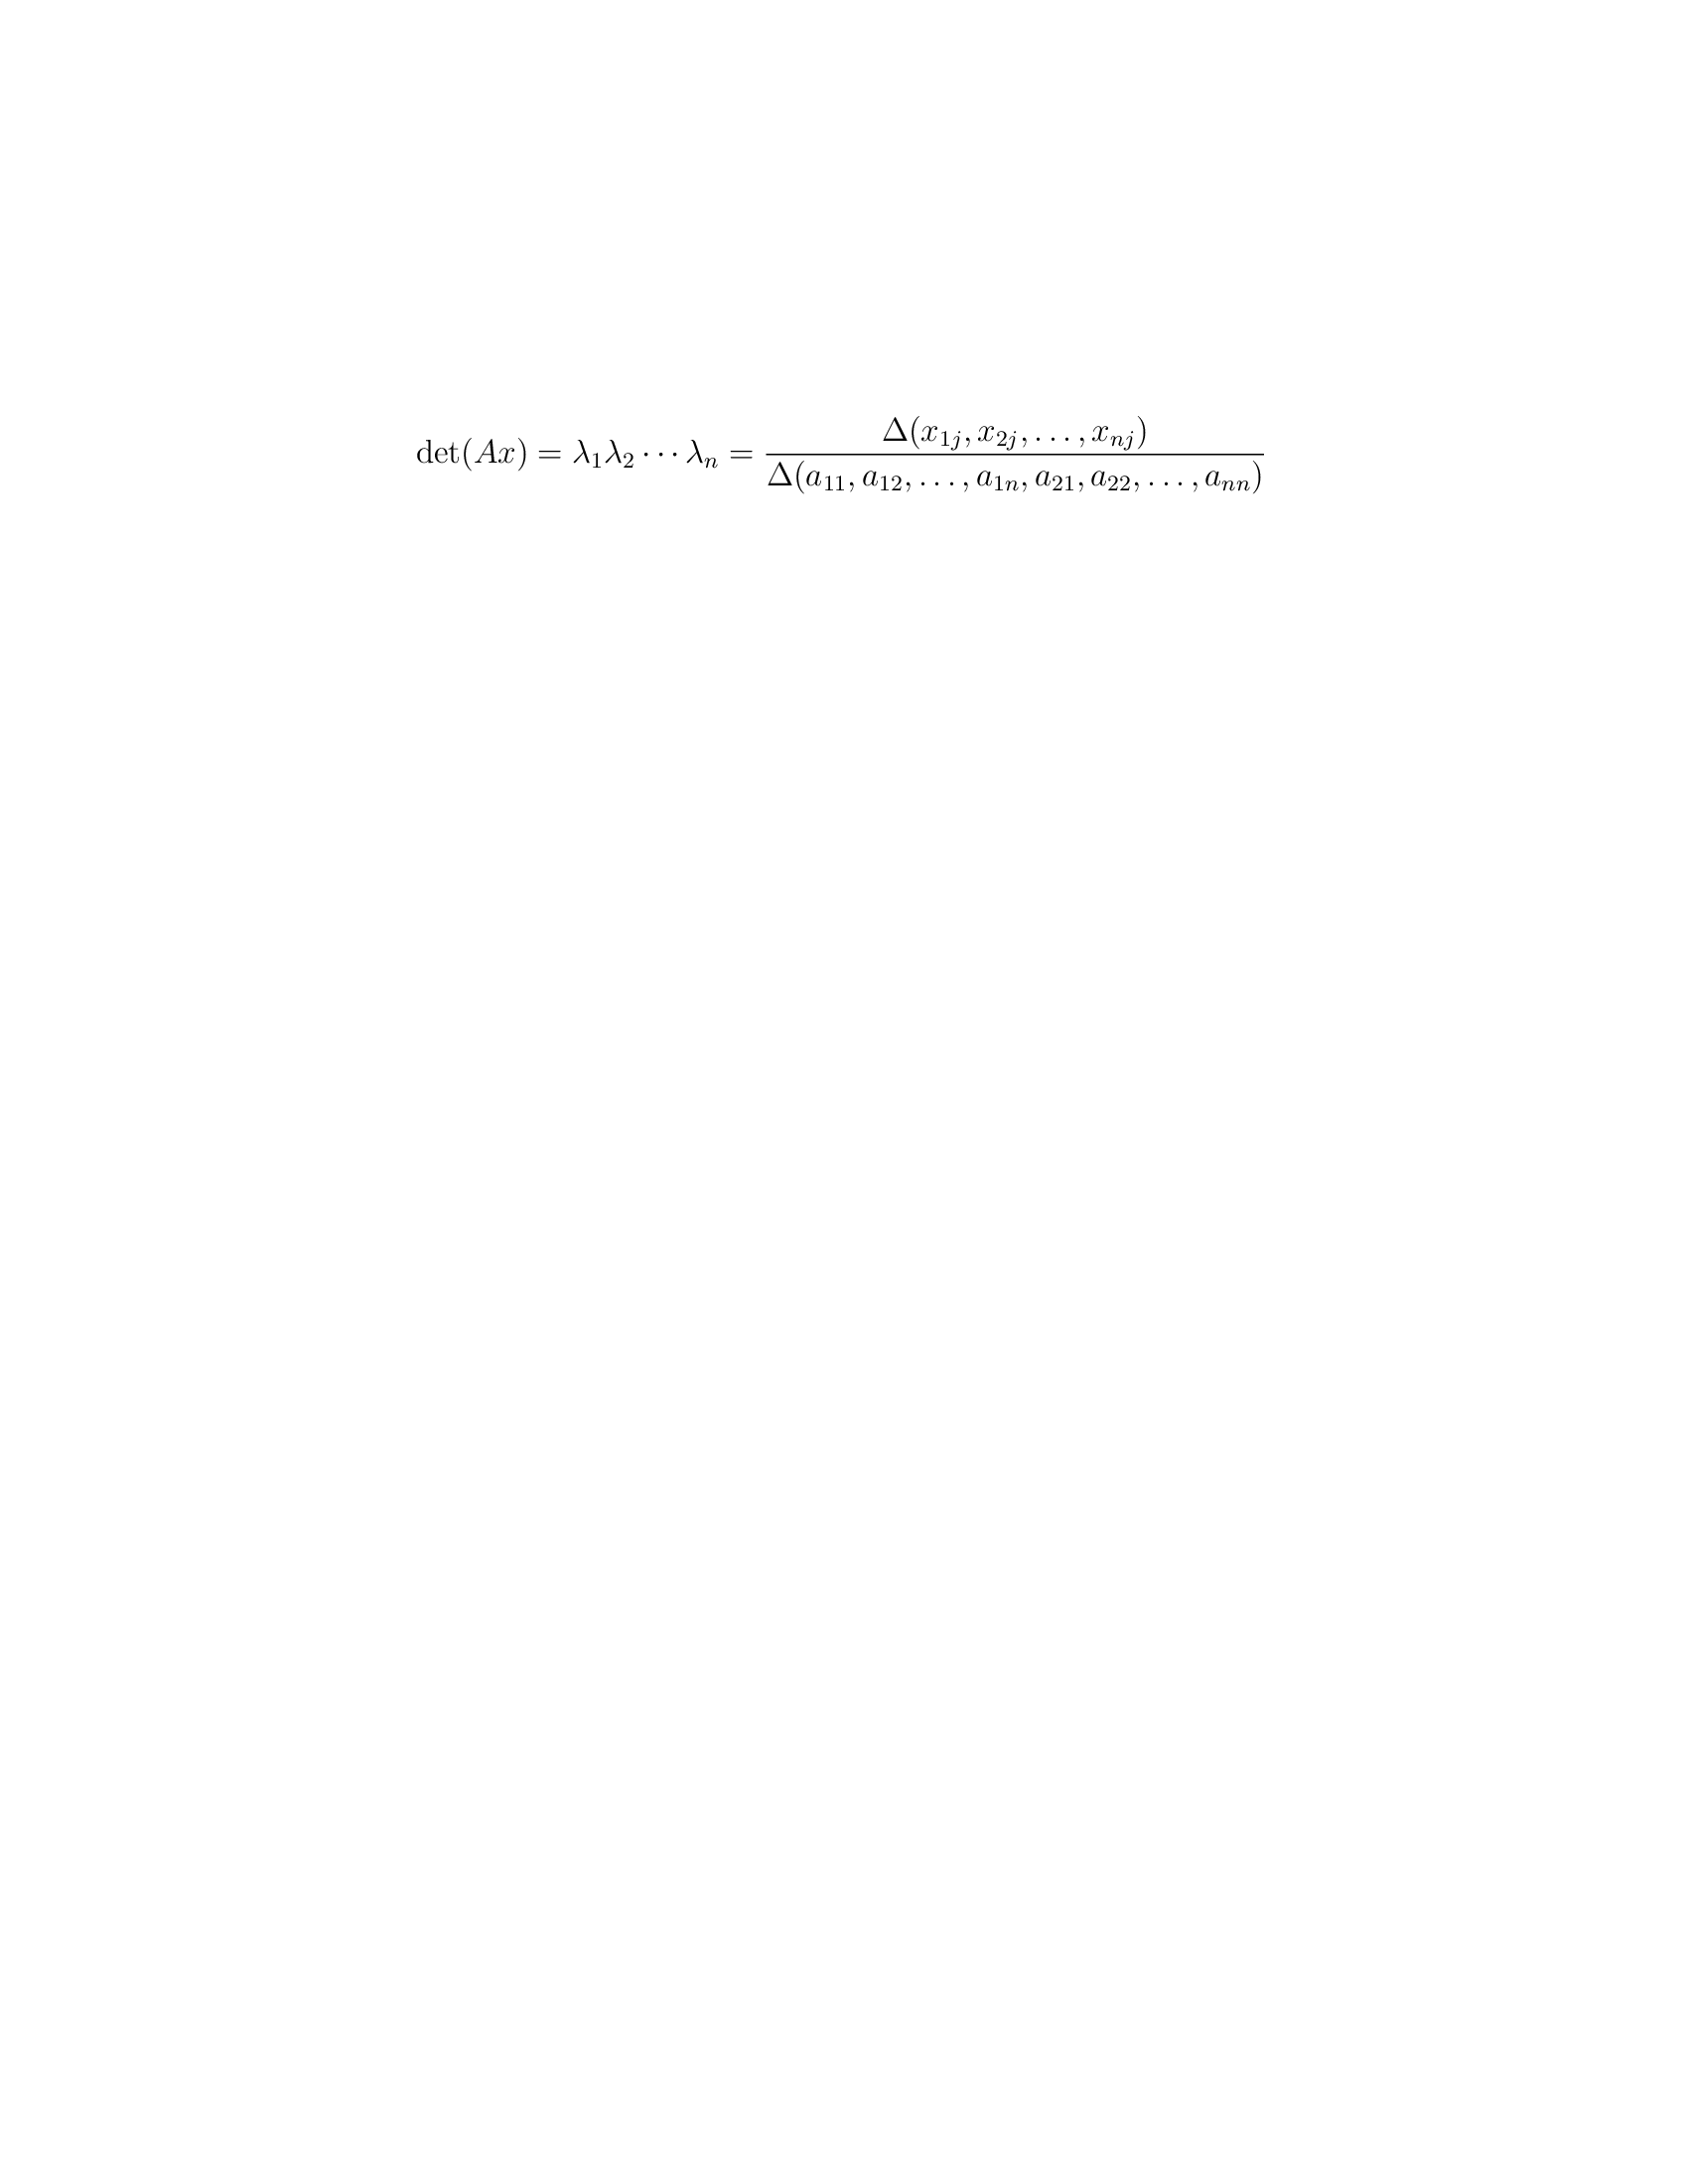 $\det(Ax) = \lambda_1 \lambda_2 \cdots \lambda_n = \frac{\Delta(x_{1j}, x_{2j}, \ldots, x_{nj})}{\Delta(a_{11}, a_{12}, \ldots, a_{1n}, a_{21}, a_{22}, \ldots, a_{nn})}$